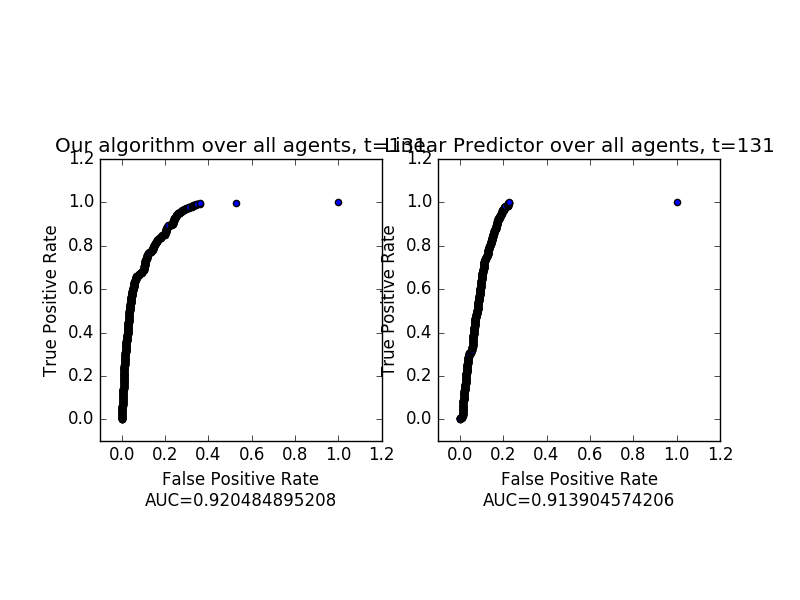 Our algorithm over all agents, t=131
Linear Predictor over all agents, t=131
1.2
1.0
0.8
0.6
0.4
0.2
0.0
True Positive Rate
0.0 0.2 0.4 0.6 0.8 1.0 1.2
False Positive Rate
AUC=0.920484895208
1.2
1.0
0.8
0.6
0.4
0.2
0.0
True Positive Rate
0.0 0.2 0.4 0.6 0.8 1.0 1.2
False Positive Rate
AUC=0.913904574206